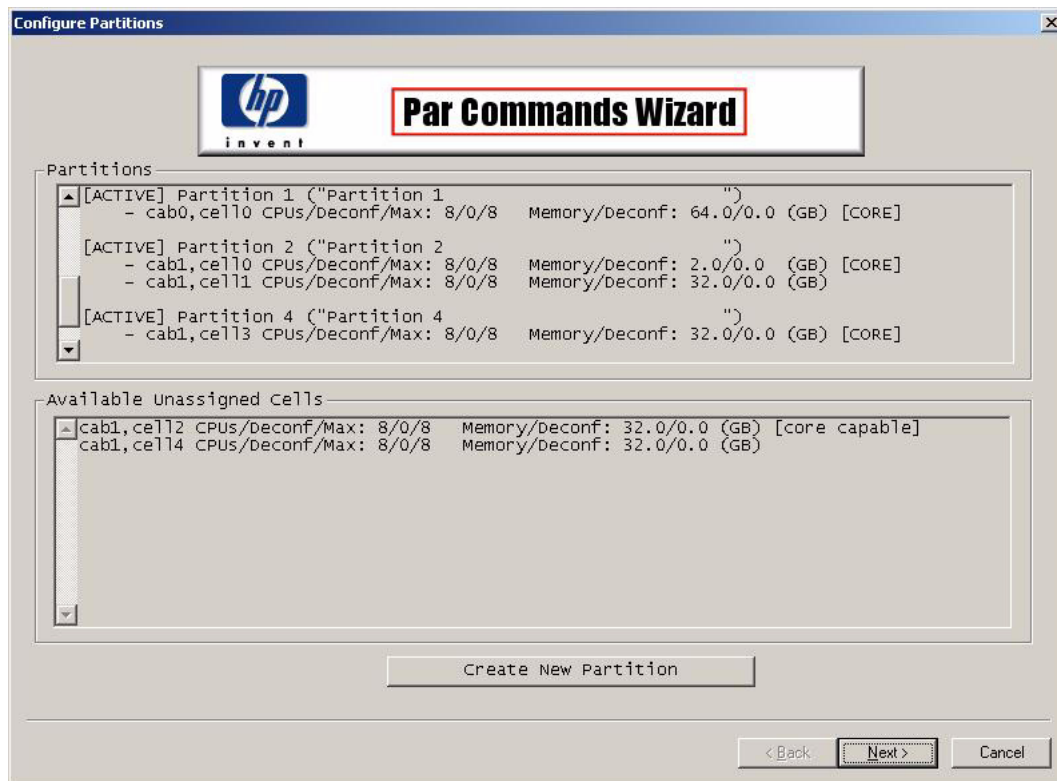 Configure Partitions
hp
invent
Par Commands Wizard
Partitions
[ACTIVE] Partition 1 ("Partition 1                    ")
- cab0,cell0 CPUs/Deconf/Max: 8/0/8   Memory/Deconf: 64.0/0.0 (GB) [CORE]
[ACTIVE] Partition 2 ("Partition 2                    ")
- cab1,cell0 CPUs/Deconf/Max: 8/0/8   Memory/Deconf: 2.0/0.0  (GB) [CORE]
- cab1,cell1 CPUs/Deconf/Max: 8/0/8   Memory/Deconf: 32.0/0.0 (GB)
[ACTIVE] Partition 4 ("Partition 4                    ")
- cab1,cell3 CPUs/Deconf/Max: 8/0/8   Memory/Deconf: 32.0/0.0 (GB) [CORE]
Available Unassigned Cells
cab1,cell2 CPUs/Deconf/Max: 8/0/8   Memory/Deconf: 32.0/0.0 (GB) [core capable]
cab1,cell4 CPUs/Deconf/Max: 8/0/8   Memory/Deconf: 32.0/0.0 (GB)
Create New Partition
< Back Next > Cancel